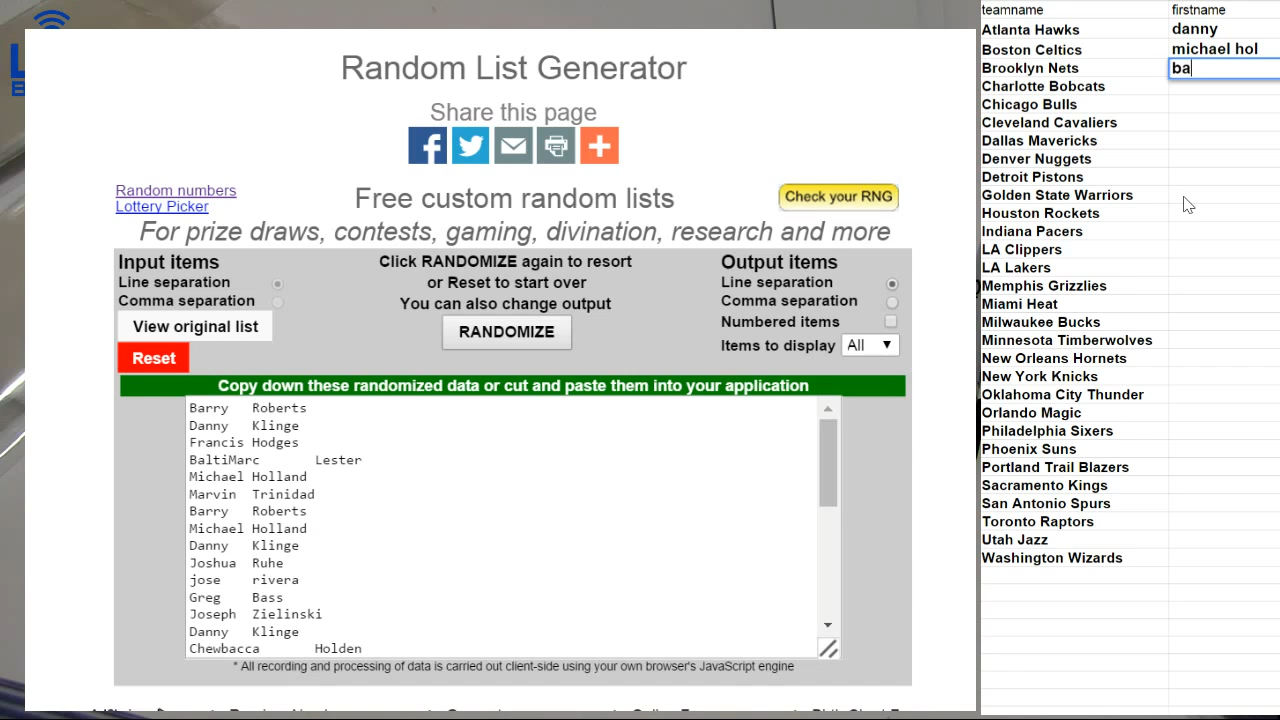 Random List Generator
Share this page
Random numbers
Lottery Picker
Free custom random lists
Check your RNG
For prize draws, contests, gaming, divination, research and more
Input items
Line separation
Comma separation
View original list
Reset
Click RANDOMIZE again to resort
or Reset to start over
You can also change output
RANDOMIZE
Output items
Line separation
Comma separation
Numbered items
Items to display All
Copy down these randomized data or cut and paste them into your application
Barry Roberts
Danny Klinge
Francis Hodges
BaltiMarc Lester
Michael Holland
Marvin Trinidad
Barry Roberts
Michael Holland
Danny Klinge
Joshua Ruhe
jose rivera
Greg Bass
Joseph Zielinski
Danny Klinge
Chewbacca Holden
* All recording and processing of data is carried out client-side using your own browser's JavaScript engine
teamname firstname
Atlanta Hawks danny
Boston Celtics michael hol
Brooklyn Nets ba
Charlotte Bobcats
Chicago Bulls
Cleveland Cavaliers
Dallas Mavericks
Denver Nuggets
Detroit Pistons
Golden State Warriors
Houston Rockets
Indiana Pacers
LA Clippers
LA Lakers
Memphis Grizzlies
Miami Heat
Milwaukee Bucks
Minnesota Timberwolves
New Orleans Hornets
New York Knicks
Oklahoma City Thunder
Orlando Magic
Philadelphia Sixers
Phoenix Suns
Portland Trail Blazers
Sacramento Kings
San Antonio Spurs
Toronto Raptors
Utah Jazz
Washington Wizards